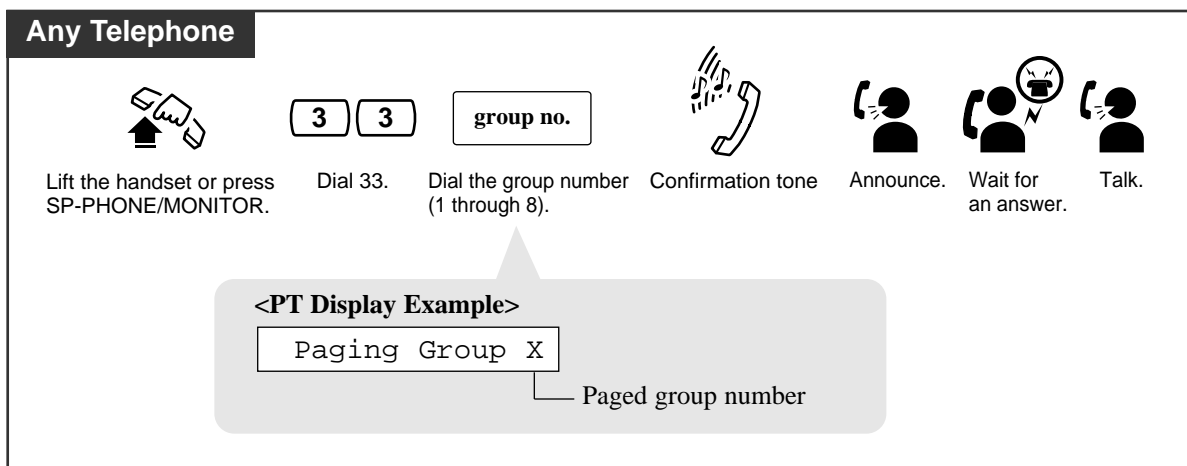 Any Telephone
3 3 group no.
Lift the handset or press
SP-PHONE/MONITOR.
Dial 33.
Dial the group number
(1 through 8).
Confirmation tone
Announce.
Wait for
an answer.
Talk.
<PT Display Example>
Paging Group X
Paged group number